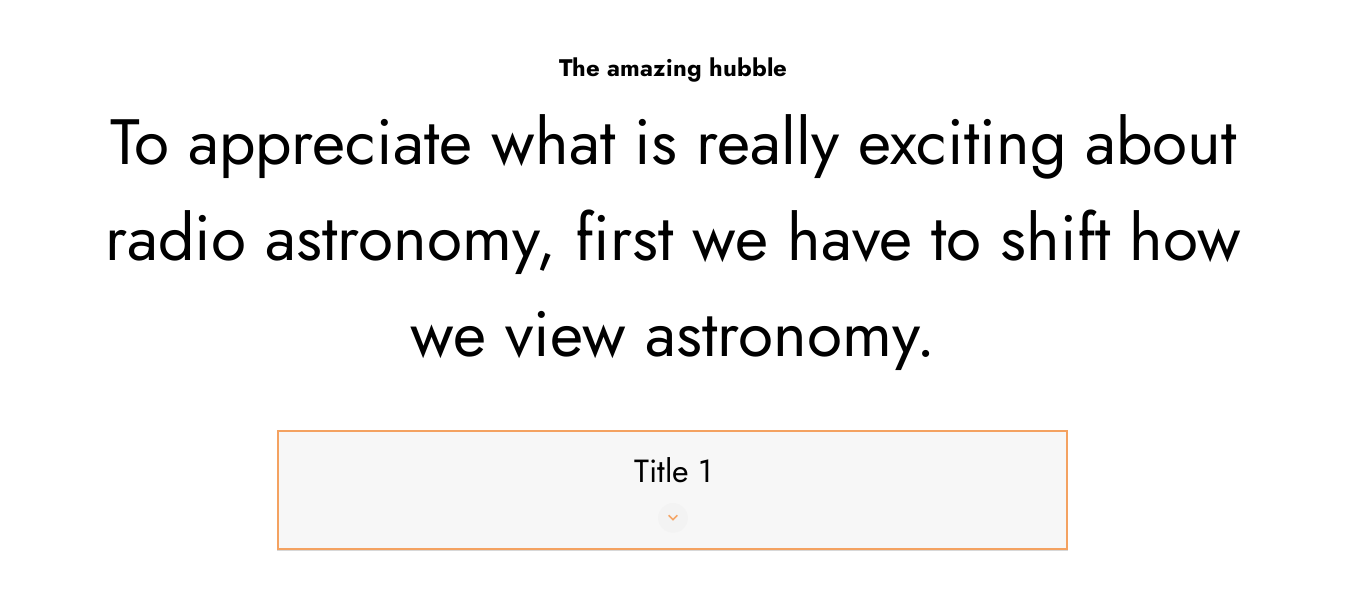 The amazing hubble
To appreciate what is really exciting about
radio astronomy, first we have to shift how
we view astronomy.
Title 1